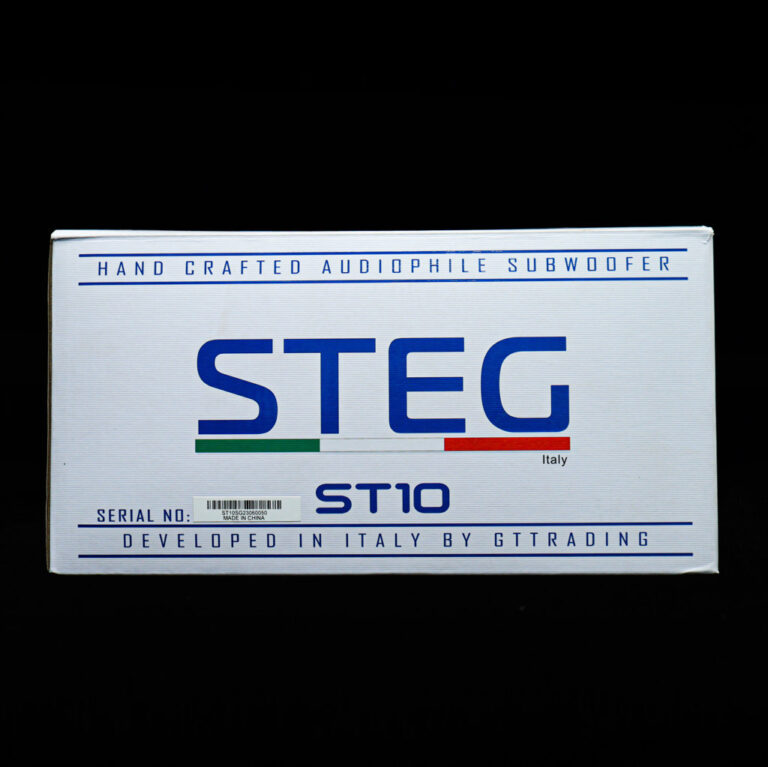 HAND CRAFTED AUDIOPHILE SUBWOOFER
STEG
Italy
ST10
SERIAL NO:
ST10SG23060050
MADE IN CHINA
DEVELOPED IN ITALY BY GTTRADING